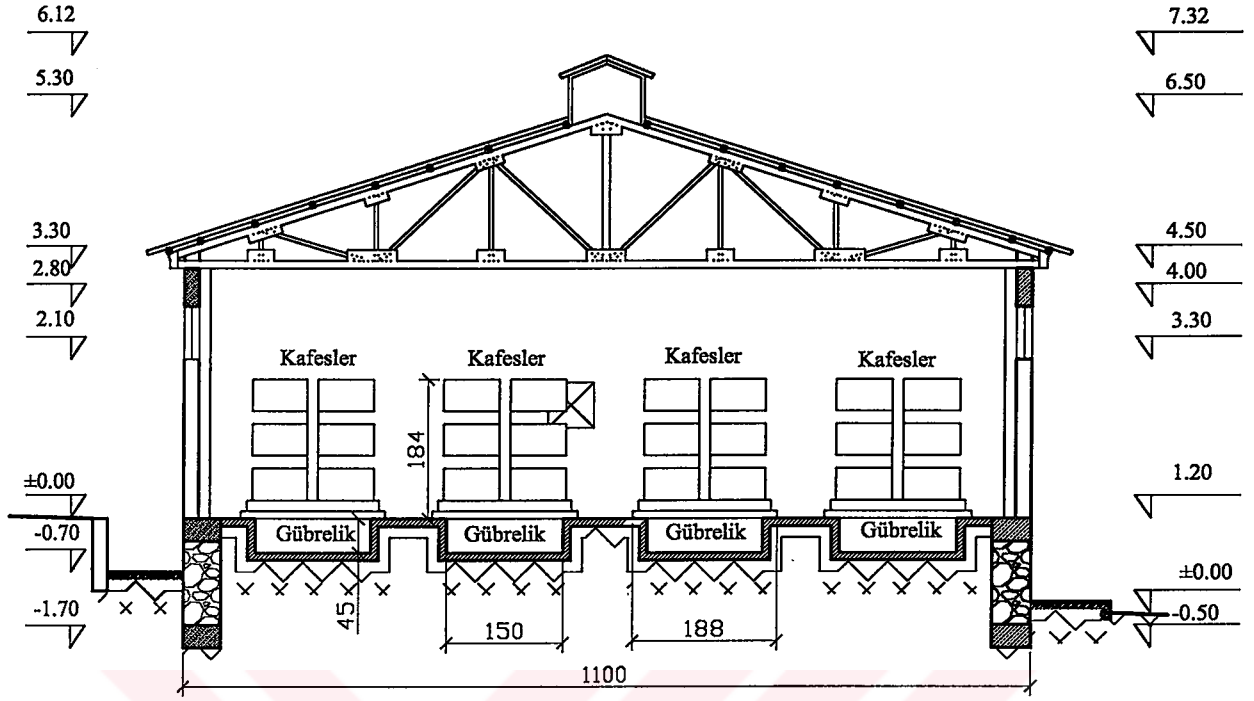 6.12
7.32
5.30
6.50
3.30
4.50
2.80
4.00
2.10
3.30
Kafesler
Kafesler
Kafesler
Kafesler
184
±0.00
1.20
-0.70
Gübrelik
Gübrelik
Gübrelik
Gübrelik
±0.00
-1.70
-0.50
45
150
188
1100